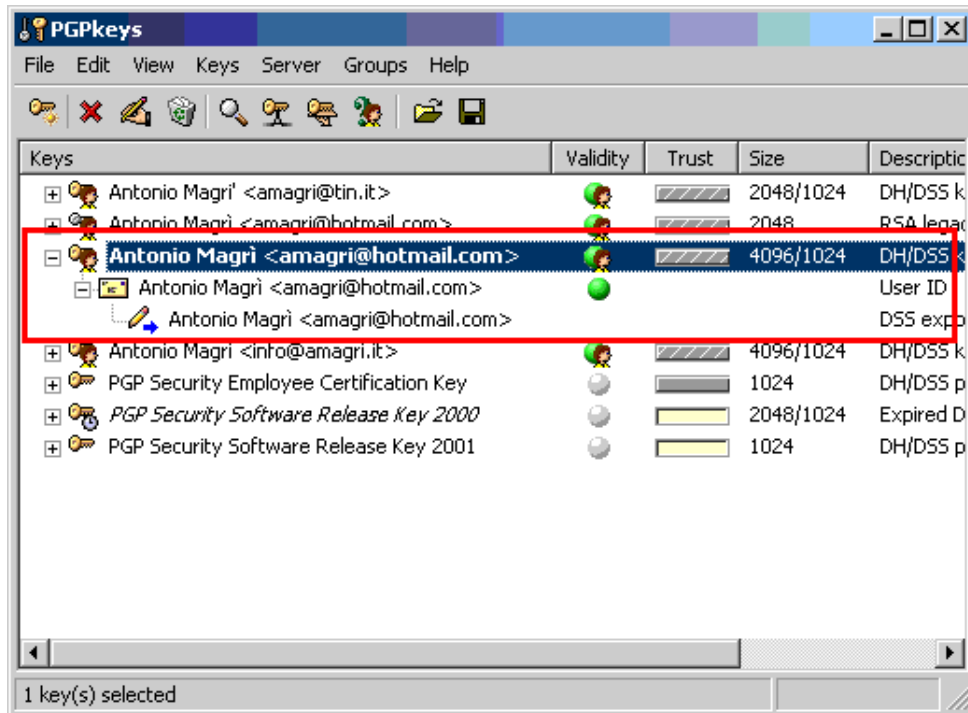 PGPkeys
File Edit View Keys Server Groups Help
Keys Validity Trust Size Descriptic
Antonio Magri' <amagri@tin.it> 2048/1024 DH/DSS k
Antonio Magrì <amagri@hotmail.com> 2048 RSA legac
Antonio Magrì <amagri@hotmail.com> 4096/1024 DH/DSS k
Antonio Magrì <amagri@hotmail.com> User ID
Antonio Magrì <amagri@hotmail.com> DSS expo
Antonio Magrì <info@amagri.it> 4096/1024 DH/DSS k
PGP Security Employee Certification Key 1024 DH/DSS p
PGP Security Software Release Key 2000 2048/1024 Expired D
PGP Security Software Release Key 2001 1024 DH/DSS p
1 key(s) selected